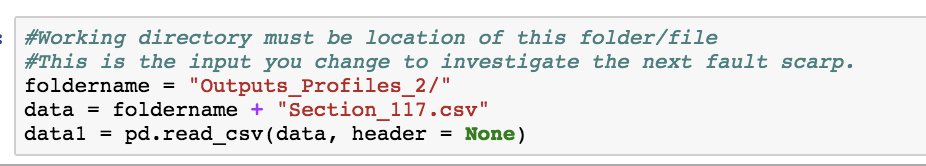 #Working directory must be location of this folder/file
#This is the input you change to investigate the next fault scarp.
foldername = "Outputs_Profiles_2/"
data = foldername + "Section_117.csv"
data1 = pd.read_csv(data, header = None)